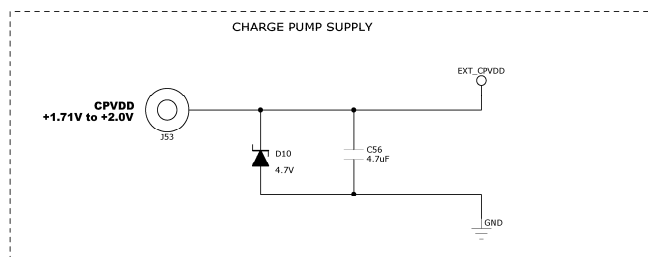 CHARGE PUMP SUPPLY
EXT_CPVDD
CPVDD
+1.71V to +2.0V
J53
D10
4.7V
C56
4.7uF
GND